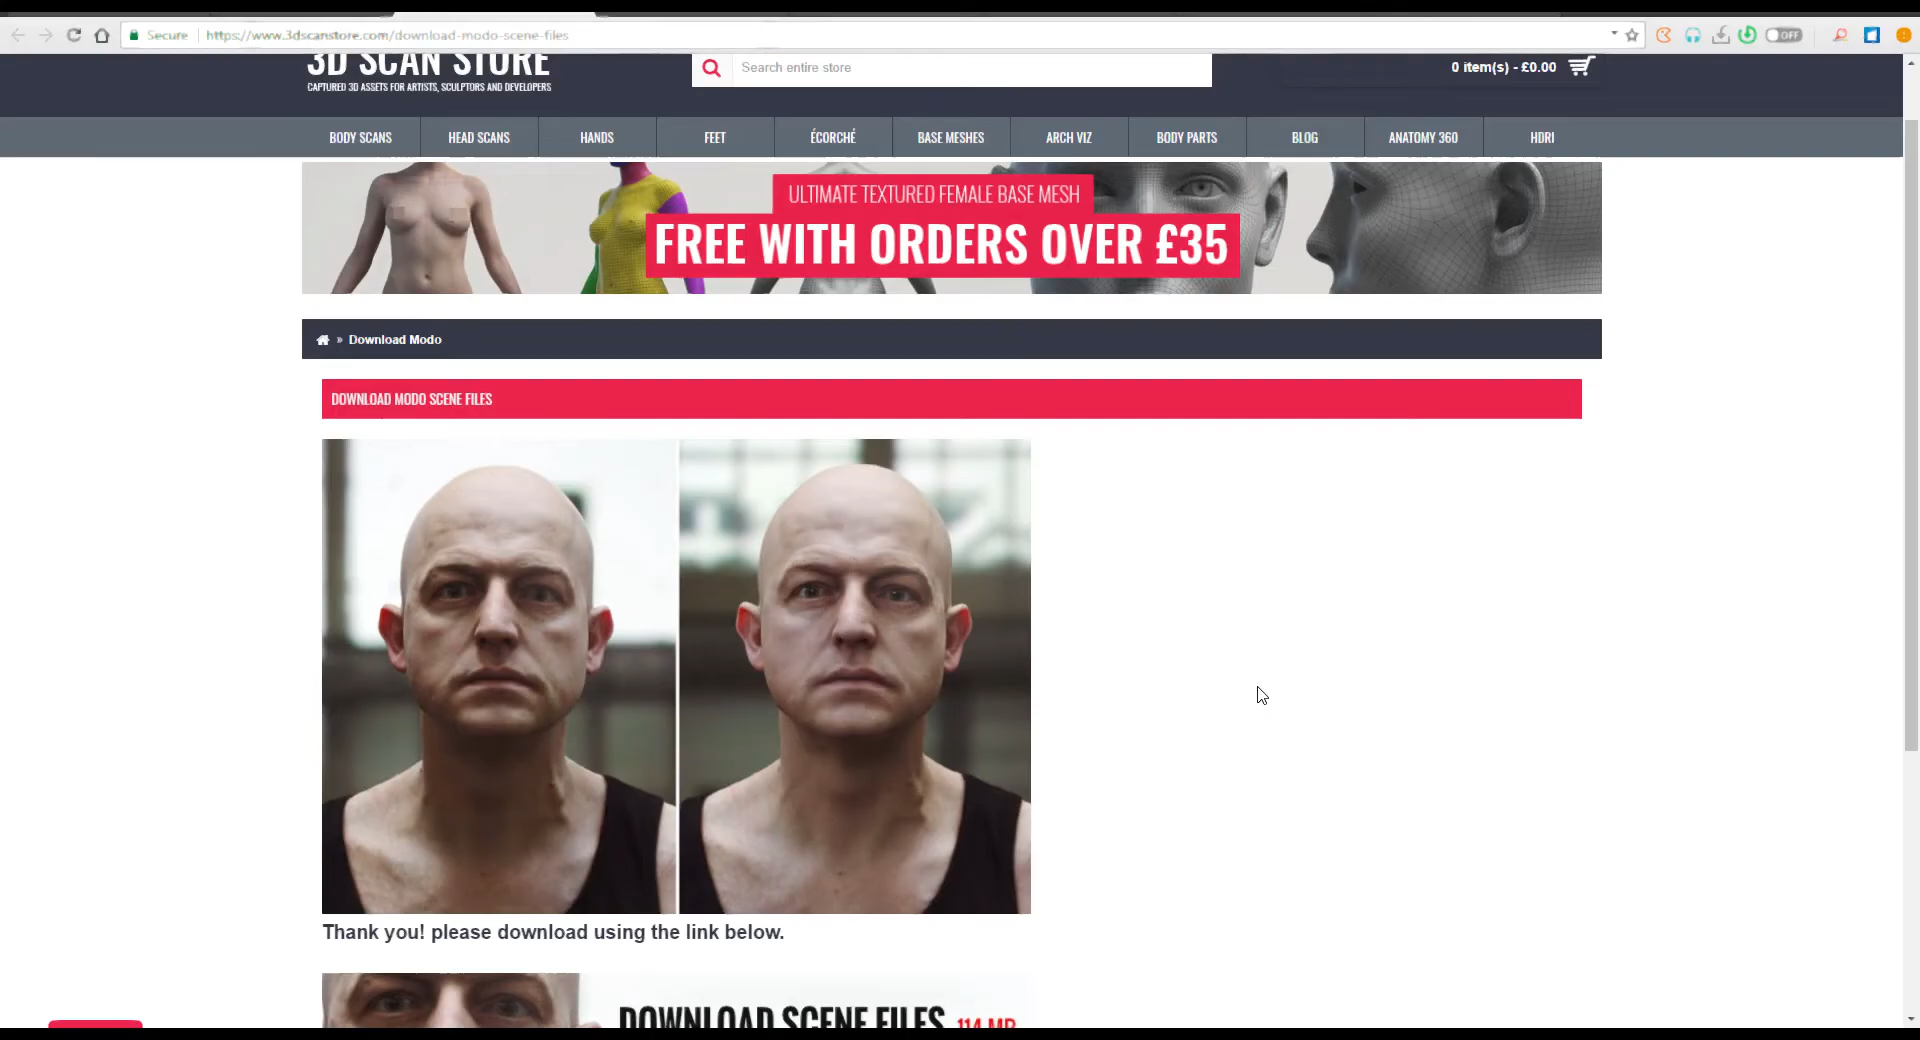 Secure https://www.3dscanstore.com/download-modo-scene-files
OFF
3D SCAN STORE
CAPTURED 3D ASSETS FOR ARTISTS, SCULPTORS AND DEVELOPERS
Search entire store
0 item(s) - £0.00
BODY SCANS HEAD SCANS HANDS FEET ÉCORCHÉ BASE MESHES ARCH VIZ BODY PARTS BLOG ANATOMY 360 HDRI
ULTIMATE TEXTURED FEMALE BASE MESH
FREE WITH ORDERS OVER £35
» Download Modo
DOWNLOAD MODO SCENE FILES
Thank you! please download using the link below.
DOWNLOAD SCENE FILES 114 MB